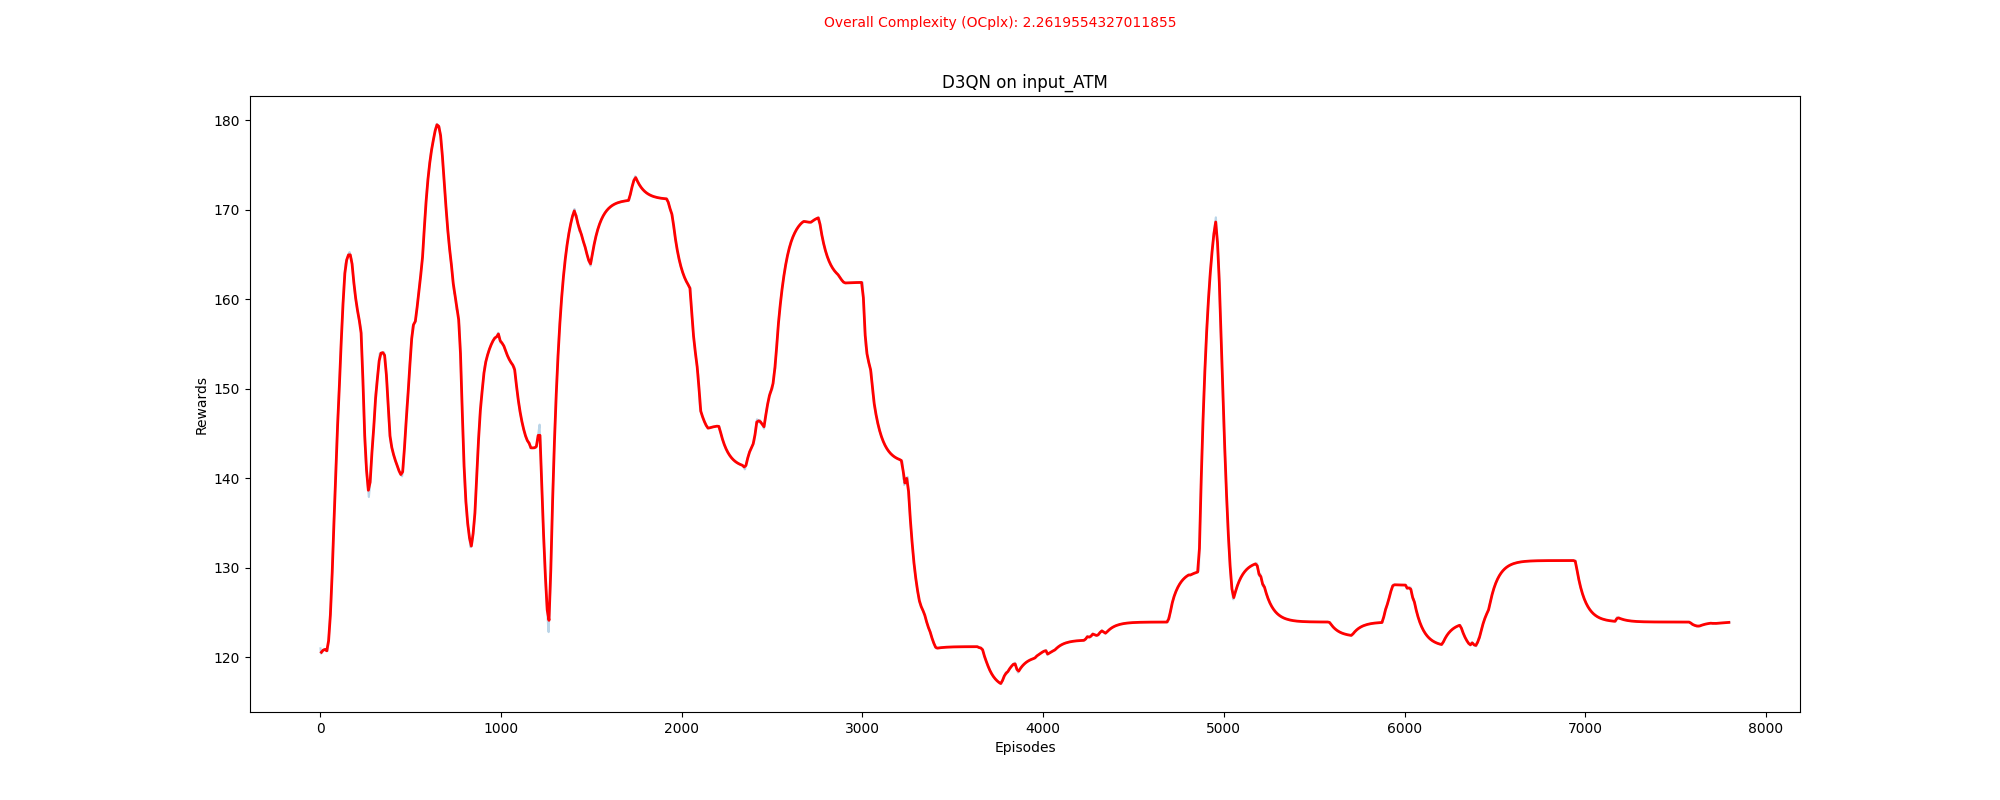 Overall Complexity (OCplx): 2.2619554327011855
D3QN on input_ATM
180
170
160
150
140
130
120
Rewards
0 1000 2000 3000 4000 5000 6000 7000 8000
Episodes